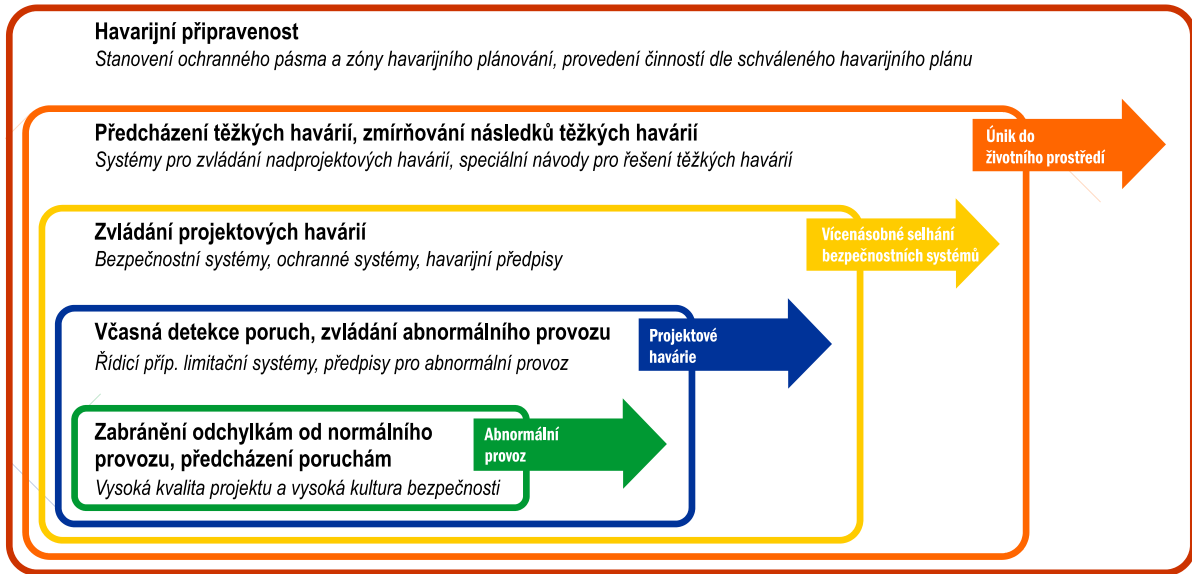 Havarijní připravenost
Stanovení ochranného pásma a zóny havarijního plánování, provedení činností dle schváleného havarijního plánu
Předcházení těžkých havárií, zmírňování následků těžkých havárií
Systémy pro zvládání nadprojektových havárií, speciální návody pro řešení těžkých havárií
Únik do
životního prostředí
Zvládání projektových havárií
Bezpečnostní systémy, ochranné systémy, havarijní předpisy
Vícenásobné selhání
bezpečnostních systémů
Včasná detekce poruch, zvládání abnormálního provozu
Řídicí příp. limitační systémy, předpisy pro abnormální provoz
Projektové
havárie
Zabránění odchylkám od normálního
provozu, předcházení poruchám
Vysoká kvalita projektu a vysoká kultura bezpečnosti
Abnormální
provoz